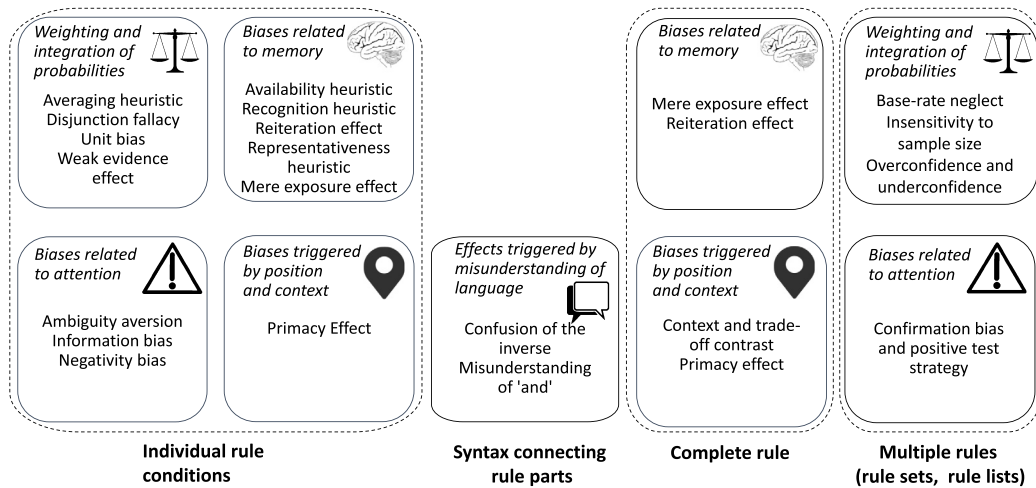 Weighting and
integration of
probabilities
Averaging heuristic
Disjunction fallacy
Unit bias
Weak evidence
effect
Biases related
to memory
Availability heuristic
Recognition heuristic
Reiteration effect
Representativeness
heuristic
Mere exposure effect
Biases related
to attention
Ambiguity aversion
Information bias
Negativity bias
Biases triggered
by position
and context
Primacy Effect
Individual rule
conditions
Effects triggered by
misunderstanding of
language
Confusion of the
inverse
Misunderstanding
of 'and'
Syntax connecting
rule parts
Biases related
to memory
Mere exposure effect
Reiteration effect
Biases triggered
by position
and context
Context and trade-
off contrast
Primacy effect
Complete rule
Weighting and
integration of
probabilities
Base-rate neglect
Insensitivity to
sample size
Overconfidence and
underconfidence
Biases related
to attention
Confirmation bias
and positive test
strategy
Multiple rules
(rule sets, rule lists)